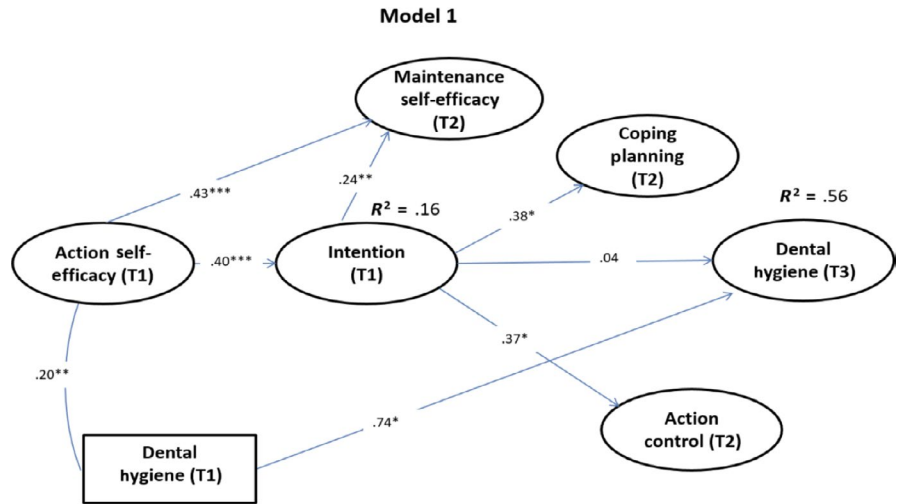 Model 1
Maintenance
self-efficacy
(T2)
Coping
planning
(T2)
.43***
.24**
R² = .16
.38*
R² = .56
Action self-
efficacy (T1)
.40***
Intention
(T1)
.04
Dental
hygiene (T3)
.37*
.20**
.74*
Action
control (T2)
Dental
hygiene (T1)